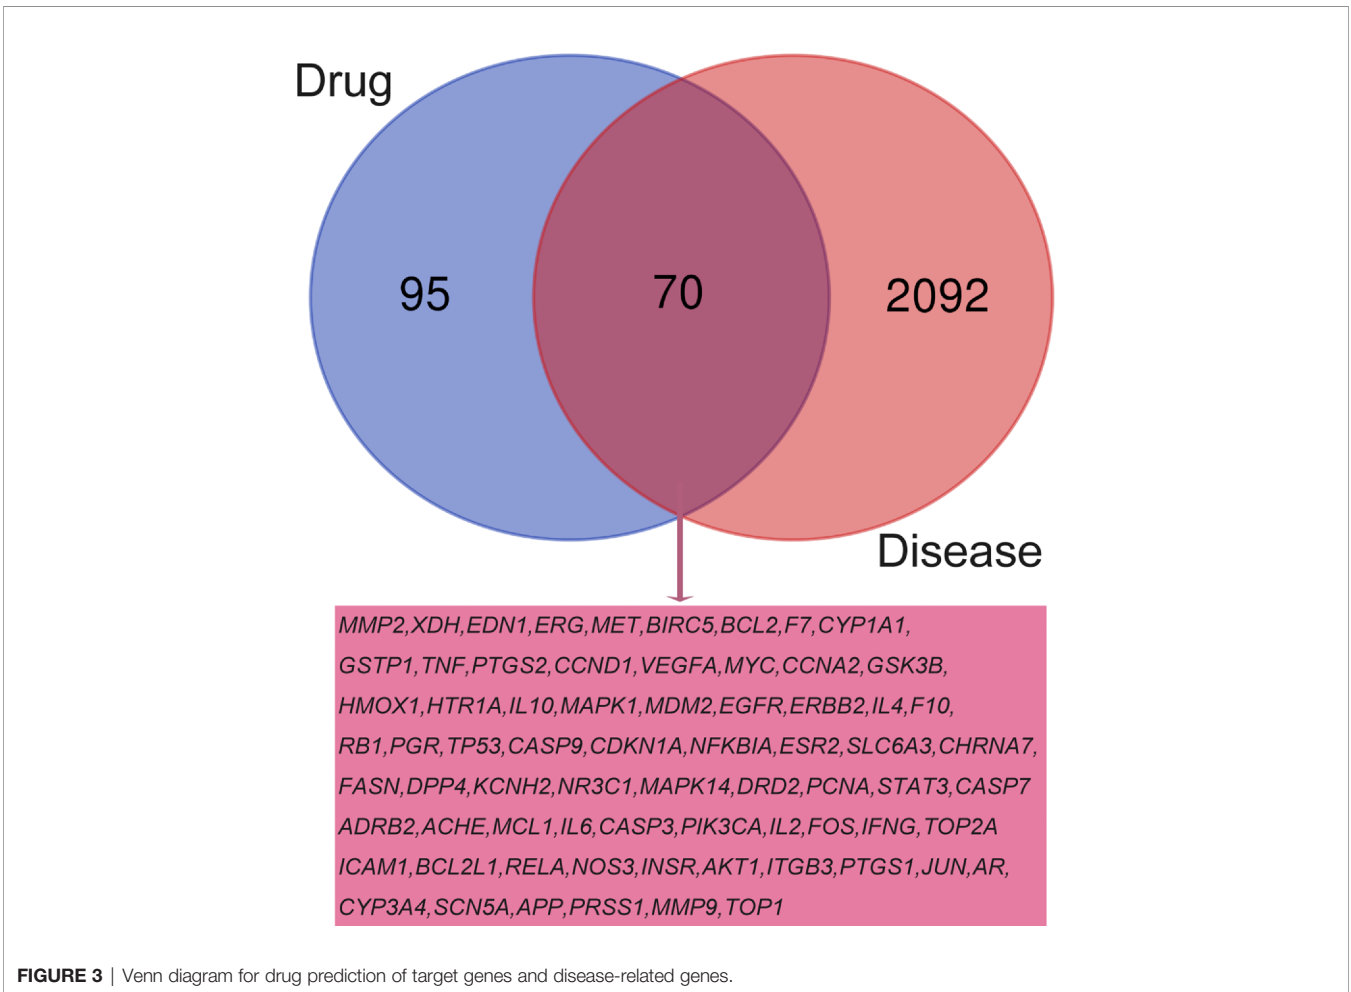 Drug
95
70
2092
Disease
MMP2,XDH,EDN1,ERG,MET,BIRC5,BCL2,F7,CYP1A1,
GSTP1,TNF,PTGS2,CCND1,VEGFA,MYC,CCNA2,GSK3B,
HMOX1,HTR1A,IL10,MAPK1,MDM2,EGFR,ERBB2,IL4,F10,
RB1,PGR,TP53,CASP9,CDKN1A,NFKBIA,ESR2,SLC6A3,CHRNA7,
FASN,DPP4,KCNH2,NR3C1,MAPK14,DRD2,PCNA,STAT3,CASP7
ADRB2,ACHE,MCL1,IL6,CASP3,PIK3CA,IL2,FOS,IFNG,TOP2A
ICAM1,BCL2L1,RELA,NOS3,INSR,AKT1,ITGB3,PTGS1,JUN,AR,
CYP3A4,SCN5A,APP,PRSS1,MMP9,TOP1
FIGURE 3 | Venn diagram for drug prediction of target genes and disease-related genes.